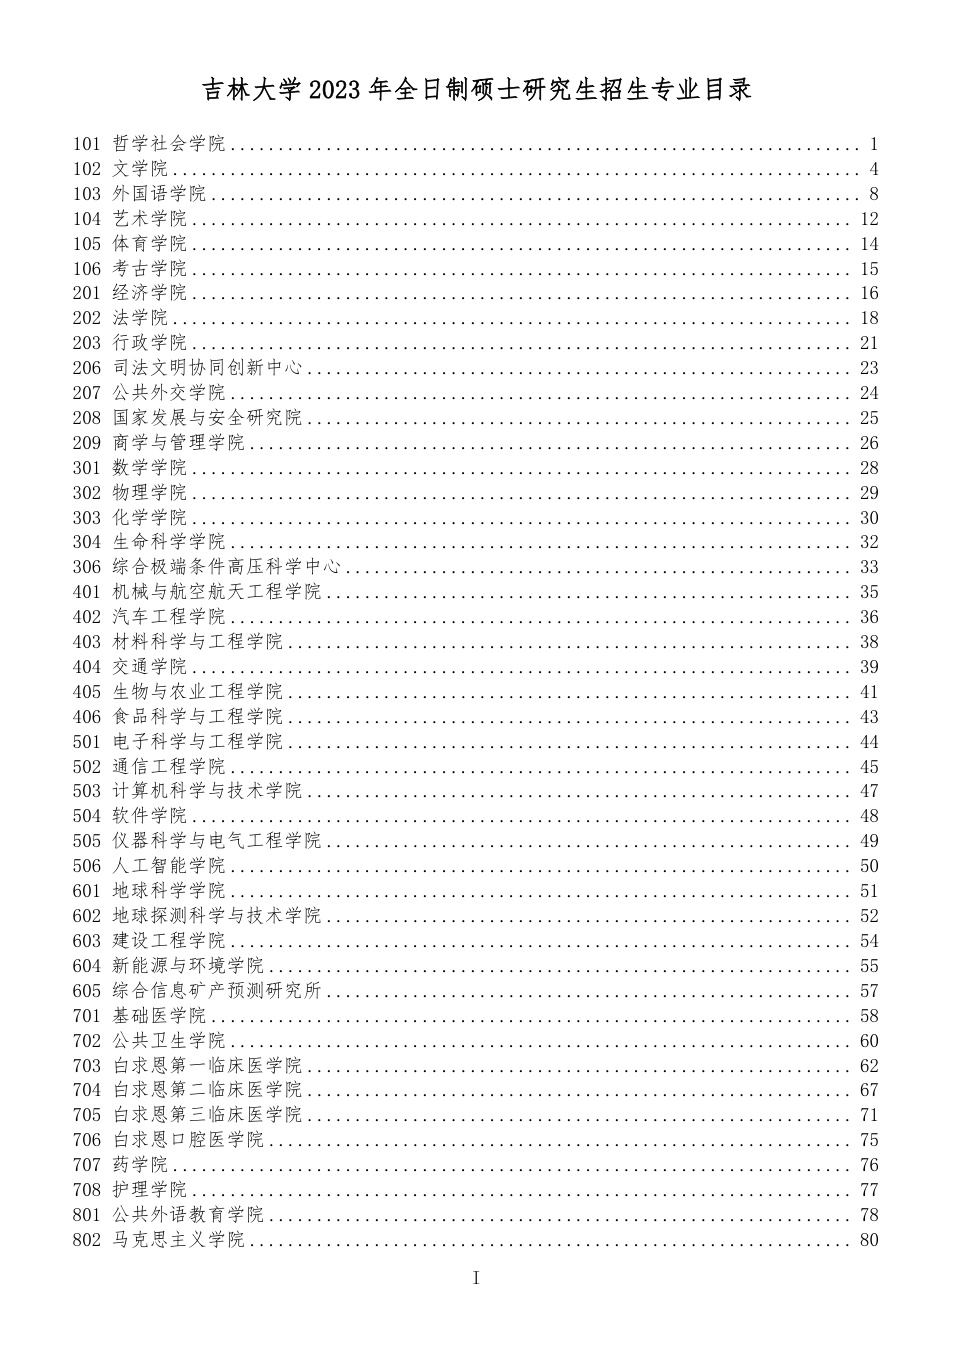 吉林大学 2023 年全日制硕士研究生招生专业目录
101 哲学社会学院 1
102 文学院 4
103 外国语学院 8
104 艺术学院 12
105 体育学院 14
106 考古学院 15
201 经济学院 16
202 法学院 18
203 行政学院 21
206 司法文明协同创新中心 23
207 公共外交学院 24
208 国家发展与安全研究院 25
209 商学与管理学院 26
301 数学学院 28
302 物理学院 29
303 化学学院 30
304 生命科学学院 32
306 综合极端条件高压科学中心 33
401 机械与航空航天工程学院 35
402 汽车工程学院 36
403 材料科学与工程学院 38
404 交通学院 39
405 生物与农业工程学院 41
406 食品科学与工程学院 43
501 电子科学与工程学院 44
502 通信工程学院 45
503 计算机科学与技术学院 47
504 软件学院 48
505 仪器科学与电气工程学院 49
506 人工智能学院 50
601 地球科学学院 51
602 地球探测科学与技术学院 52
603 建设工程学院 54
604 新能源与环境学院 55
605 综合信息矿产预测研究所 57
701 基础医学院 58
702 公共卫生学院 60
703 白求恩第一临床医学院 62
704 白求恩第二临床医学院 67
705 白求恩第三临床医学院 71
706 白求恩口腔医学院 75
707 药学院 76
708 护理学院 77
801 公共外语教育学院 78
802 马克思主义学院 80
I